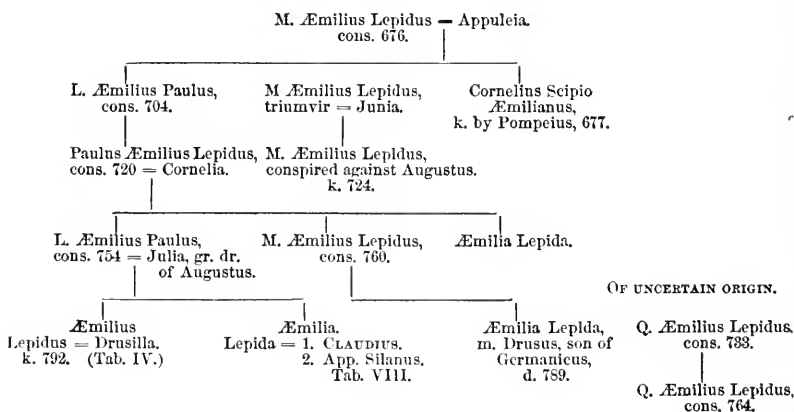 M. Æmilius Lepidus = Appuleia.
cons. 676.
L. Æmilius Paulus,
cons. 704.
M Æmilius Lepidus,
triumvir = Junia.
Cornelius Scipio
Æmilianus,
k. by Pompeius, 677.
Paulus Æmilius Lepidus,
cons. 720 = Cornelia.
M. Æmilius Lepidus,
conspired against Augustus.
k. 724.
L. Æmilius Paulus,
cons. 754 = Julia, gr. dr.
of Augustus.
M. Æmilius Lepidus,
cons. 760.
Æmilia Lepida.
OF UNCERTAIN ORIGIN.
Æmilius
Lepidus = Drusilla.
k. 792. (Tab. IV.)
Æmilia.
Lepida = 1. CLAUDIUS.
2. App. Silanus.
Tab. VIII.
Æmilia Lepida,
m. Drusus, son of
Germanicus,
d. 789.
Q. Æmilius Lepidus,
cons. 733.
Q. Æmilius Lepidus,
cons. 764.